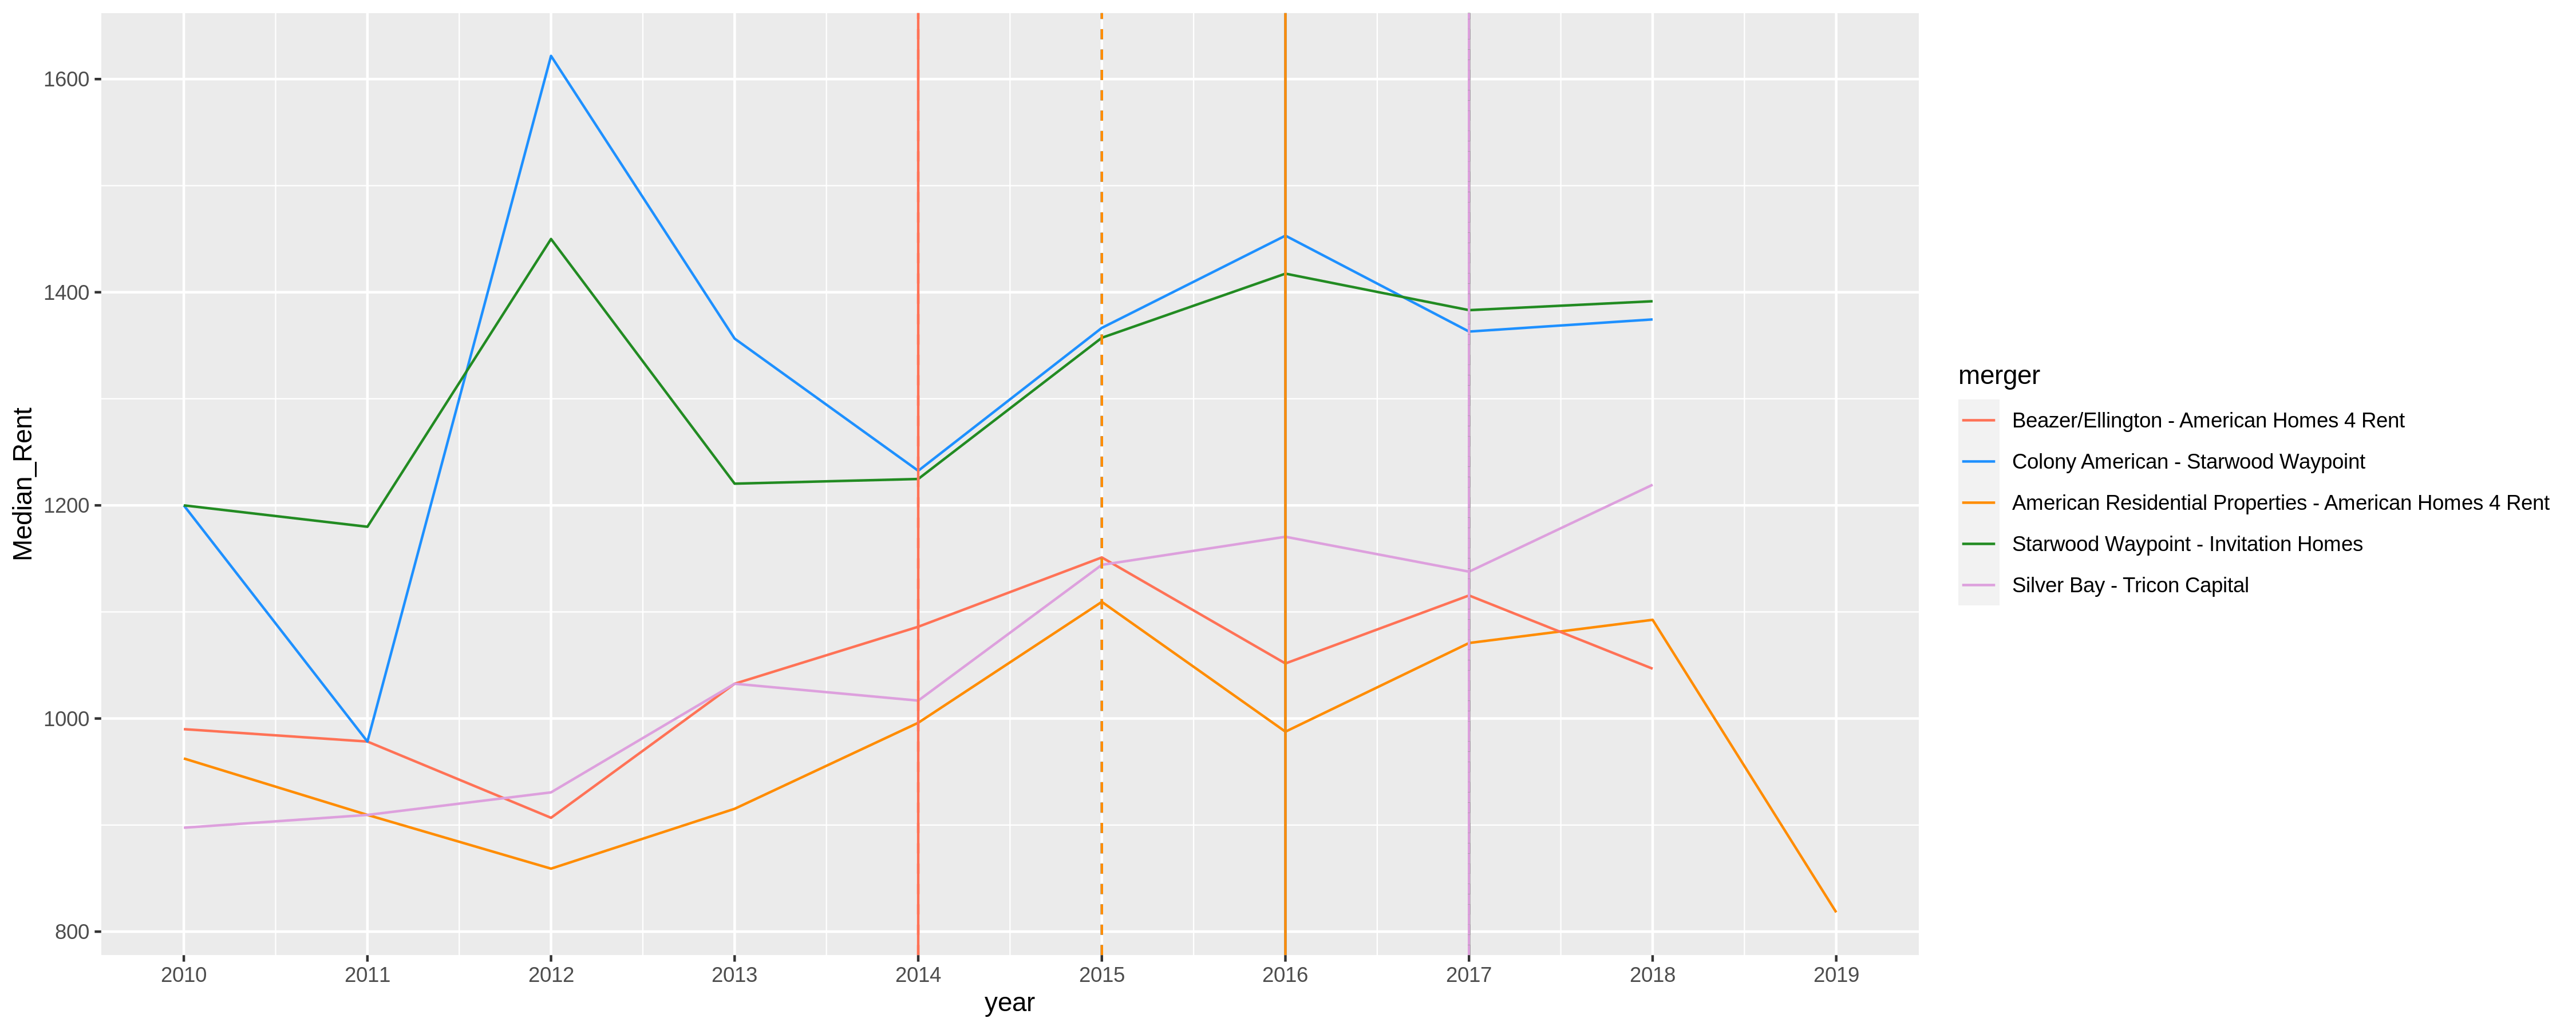 1600
1400
1200
1000
800
Median_Rent
2010 2011 2012 2013 2014 2015 2016 2017 2018 2019
year
merger
Beazer/Ellington - American Homes 4 Rent
Colony American - Starwood Waypoint
American Residential Properties - American Homes 4 Rent
Starwood Waypoint - Invitation Homes
Silver Bay - Tricon Capital